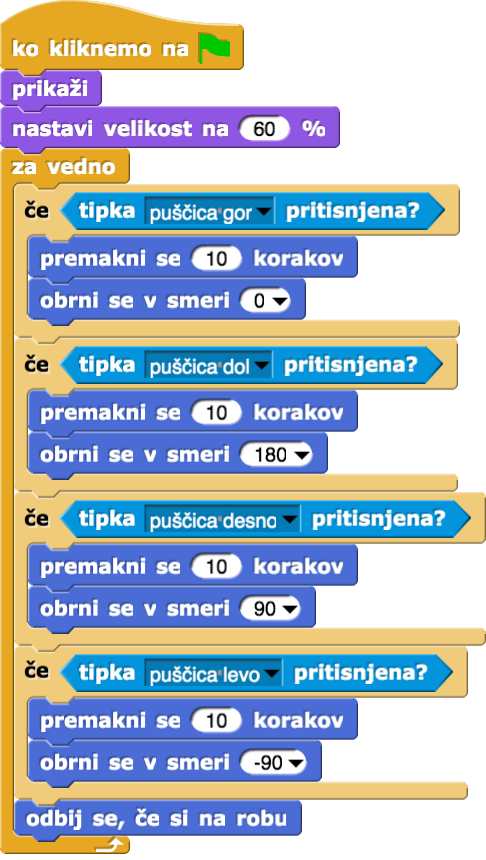 ko kliknemo na
prikaži
nastavi velikost na 60 %
za vedno
če tipka puščica gor pritisnjena?
premakni se 10 korakov
obrni se v smeri 0
če tipka puščica dol pritisnjena?
premakni se 10 korakov
obrni se v smeri 180
če tipka puščica desno pritisnjena?
premakni se 10 korakov
obrni se v smeri 90
če tipka puščica levo pritisnjena?
premakni se 10 korakov
obrni se v smeri -90
odbij se, če si na robu